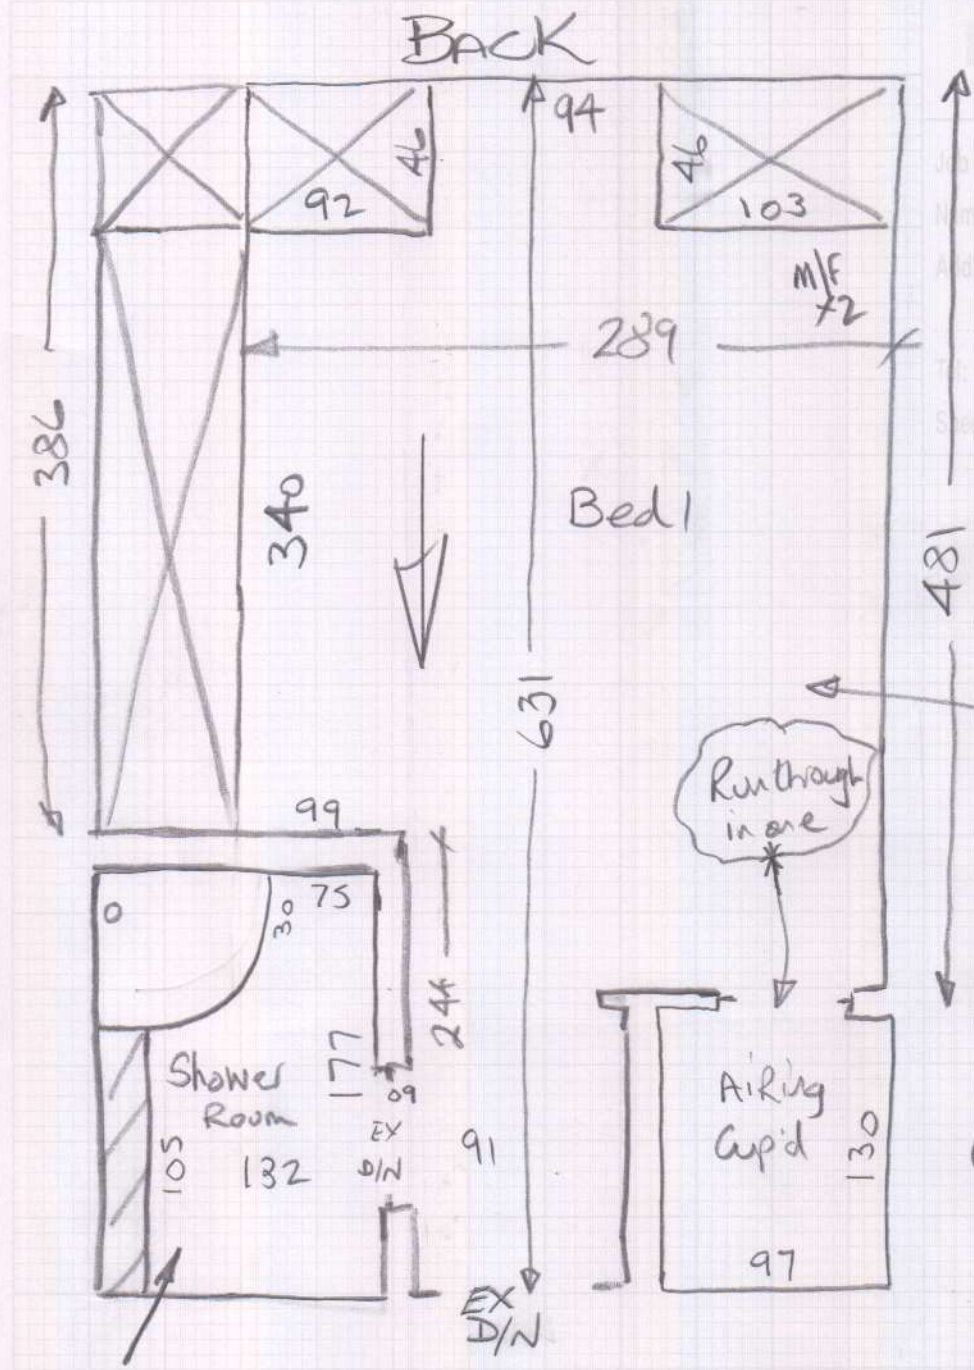 BACK
94
46
92
46
103
M/F
x2
289
386
340
Bed 1
481
631
Run through
in one
99
75
30
244
177
Shower
Room
09
EX
D/N
105
132
91
Airing
Cup'd
130
97
EX
D/N